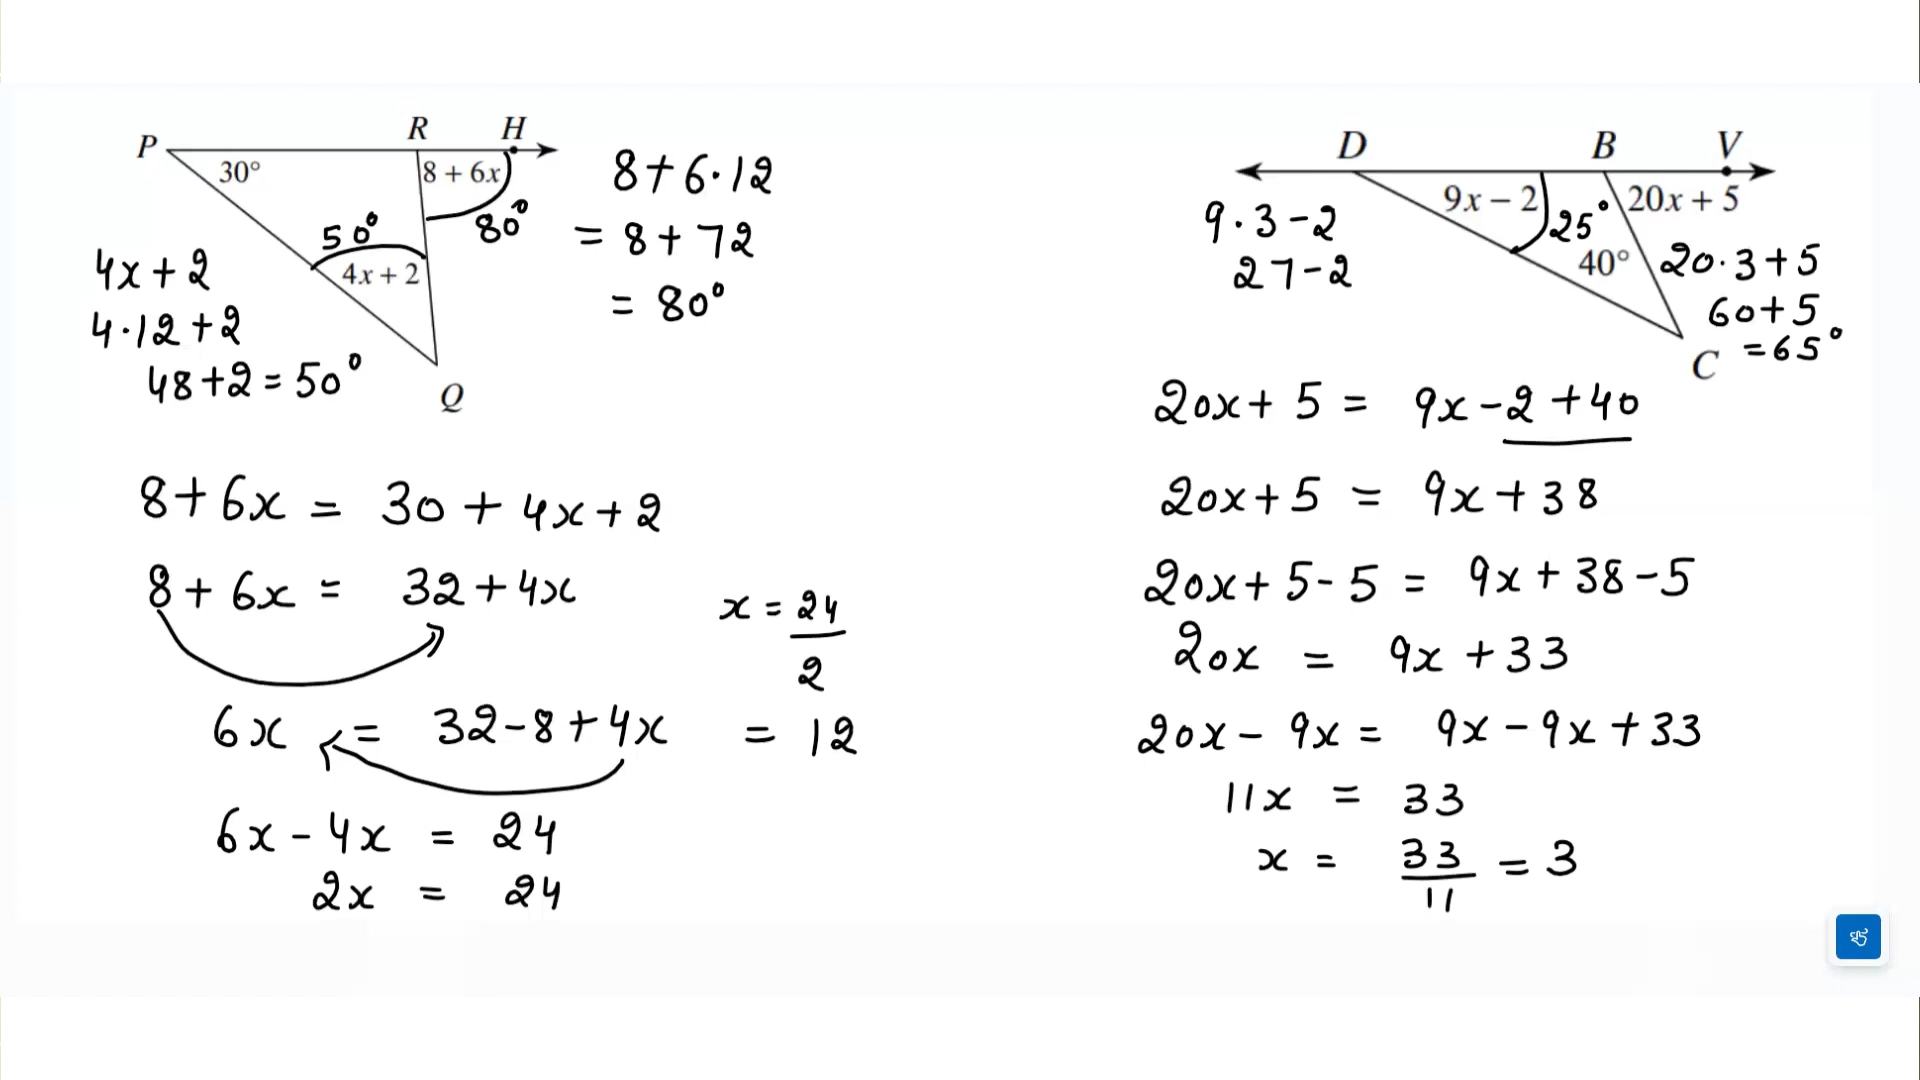 P
R
H
30°
8 + 6x
80°
50°
4x + 2
Q
8+6·12
= 8+72
= 80°
4x+2
4·12+2
48+2=50°
8+6x = 30+4x+2
8+6x = 32+4x
6x = 32-8+4x
6x-4x = 24
2x = 24
x = 24
2
= 12
D
B
V
9x − 2
25°
20x + 5
40°
C
9·3-2
27-2
20·3+5
60+5
=65°
20x+5 = 9x-2+40
20x+5 = 9x+38
20x+5-5 = 9x+38-5
20x = 9x+33
20x-9x = 9x-9x+33
11x = 33
x = 33/11 = 3